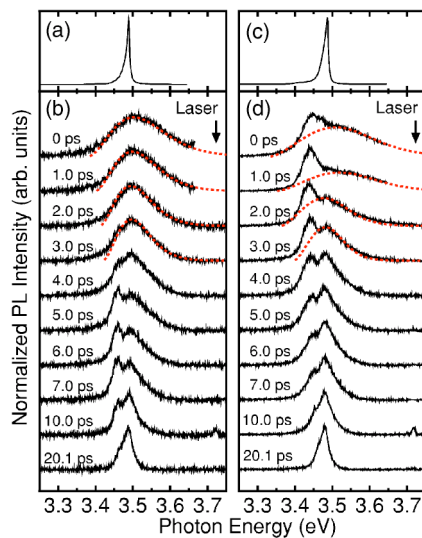 (a)
(c)
(b)
Laser
0 ps
1.0 ps
2.0 ps
3.0 ps
4.0 ps
5.0 ps
6.0 ps
7.0 ps
10.0 ps
20.1 ps
(d)
Laser
0 ps
1.0 ps
2.0 ps
3.0 ps
4.0 ps
5.0 ps
6.0 ps
7.0 ps
10.0 ps
20.1 ps
Normalized PL Intensity (arb. units)
3.3 3.4 3.5 3.6 3.7 3.3 3.4 3.5 3.6 3.7
Photon Energy (eV)